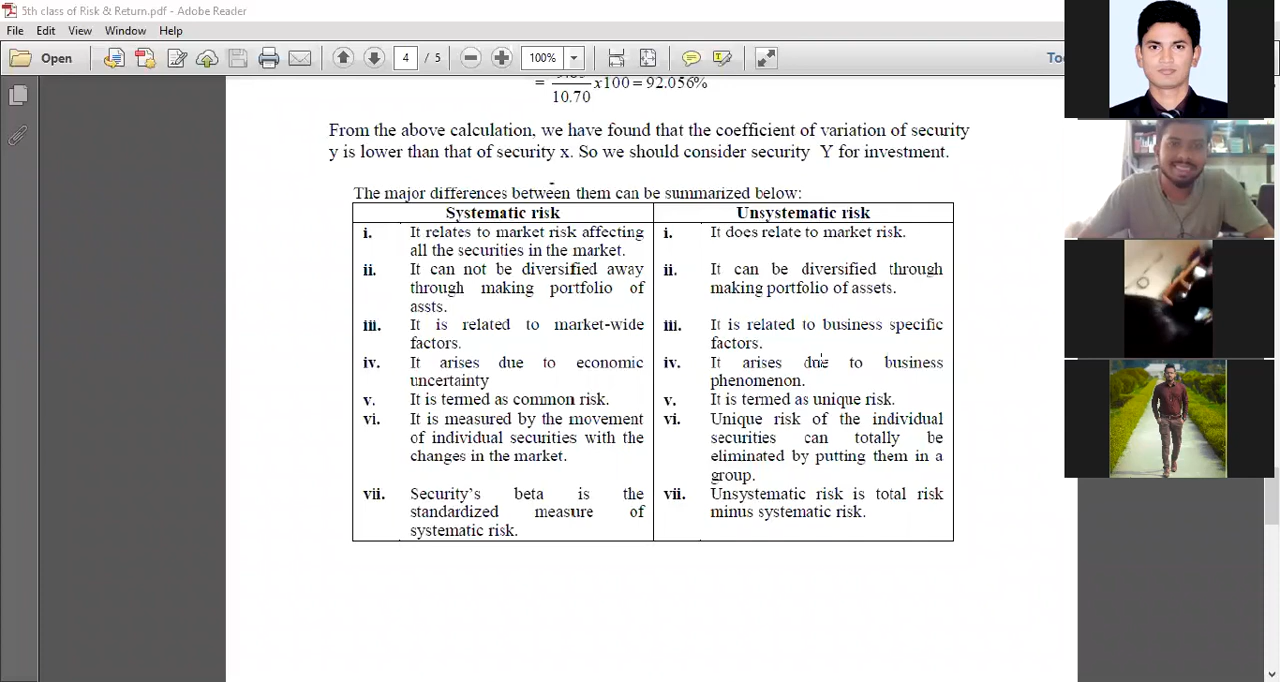 5th class of Risk & Return.pdf - Adobe Reader
File Edit View Window Help
Open 4 / 5 100%
10.70 x100 = 92.056%
From the above calculation, we have found that the coefficient of variation of security
y is lower than that of security x. So we should consider security Y for investment.
The major differences between them can be summarized below:
Systematic risk
i. It relates to market risk affecting
all the securities in the market.
ii. It can not be diversified away
through making portfolio of
assts.
iii. It is related to market-wide
factors.
iv. It arises due to economic
uncertainty
v. It is termed as common risk.
vi. It is measured by the movement
of individual securities with the
changes in the market.
vii. Security's beta is the
standardized measure of
systematic risk.
Unsystematic risk
i. It does relate to market risk.
ii. It can be diversified through
making portfolio of assets.
iii. It is related to business specific
factors.
iv. It arises due to business
phenomenon.
v. It is termed as unique risk.
vi. Unique risk of the individual
securities can totally be
eliminated by putting them in a
group.
vii. Unsystematic risk is total risk
minus systematic risk.